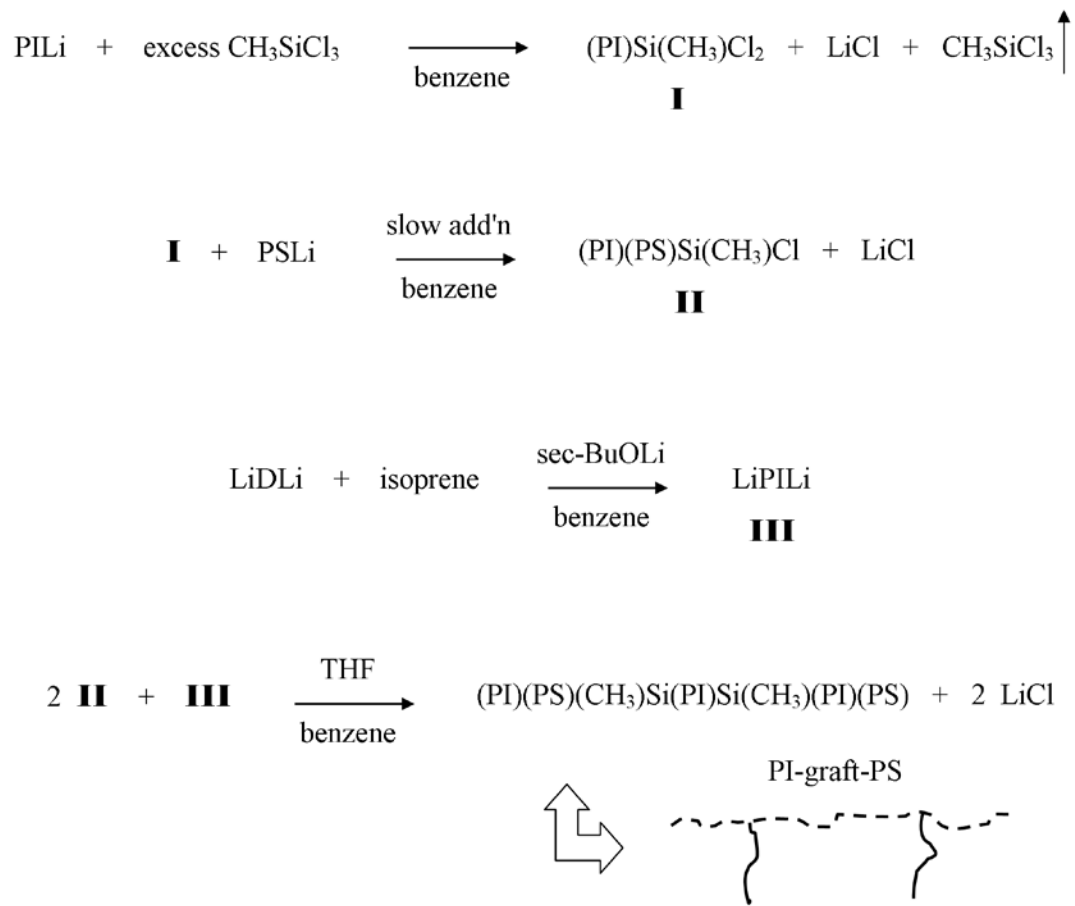 PILi + excess CH₃SiCl₃ benzene (PI)Si(CH₃)Cl₂ + LiCl + CH₃SiCl₃
I
I + PSLi slow add'n benzene (PI)(PS)Si(CH₃)Cl + LiCl
II
LiDLi + isoprene sec-BuOLi benzene LiPILi
III
2 II + III THF benzene (PI)(PS)(CH₃)Si(PI)Si(CH₃)(PI)(PS) + 2 LiCl
PI-graft-PS